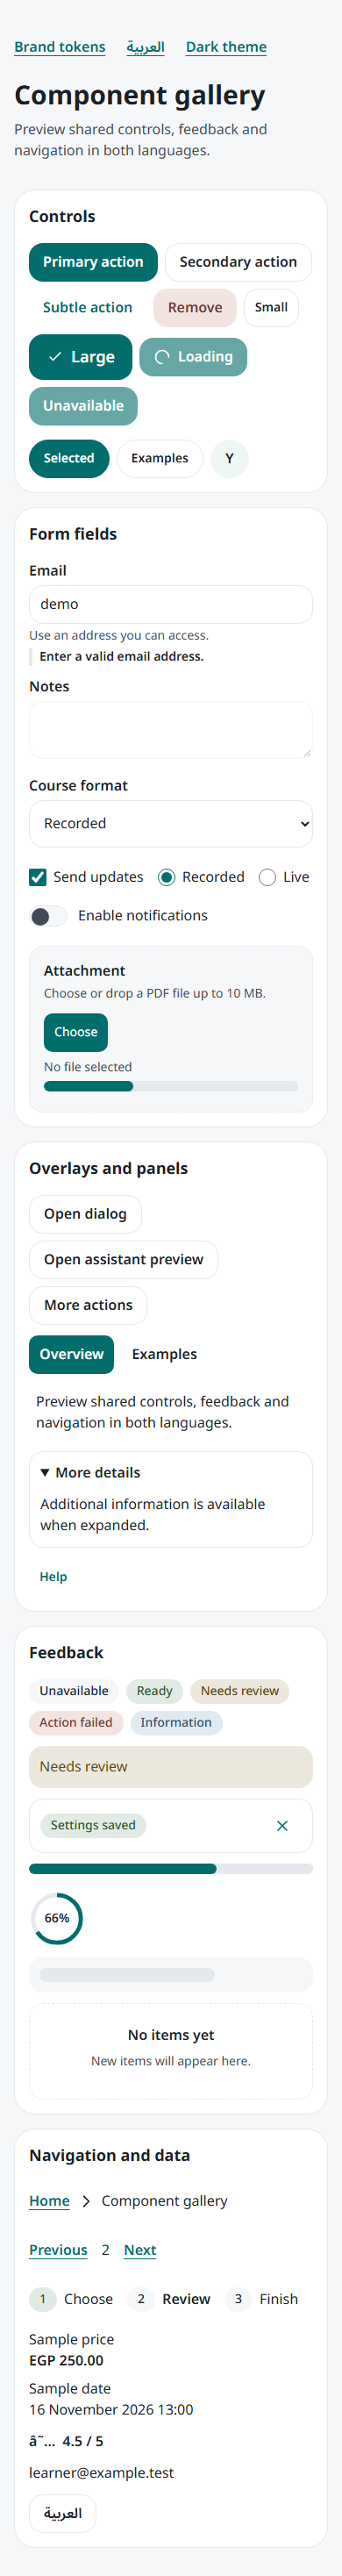 Brand tokens العربية Dark theme
Component gallery
Preview shared controls, feedback and
navigation in both languages.
Controls
Primary action Secondary action
Subtle action Remove Small
Large Loading
Unavailable
Selected Examples Y
Form fields
Email
demo
Use an address you can access.
Enter a valid email address.
Notes
Course format
Recorded
Send updates Recorded Live
Enable notifications
Attachment
Choose or drop a PDF file up to 10 MB.
Choose
No file selected
Overlays and panels
Open dialog
Open assistant preview
More actions
Overview Examples
Preview shared controls, feedback and
navigation in both languages.
▼ More details
Additional information is available
when expanded.
Help
Feedback
Unavailable Ready Needs review
Action failed Information
Needs review
Settings saved
66%
No items yet
New items will appear here.
Navigation and data
Home Component gallery
Previous 2 Next
1 Choose 2 Review 3 Finish
Sample price
EGP 250.00
Sample date
16 November 2026 13:00
â˜… 4.5 / 5
learner@example.test
العربية